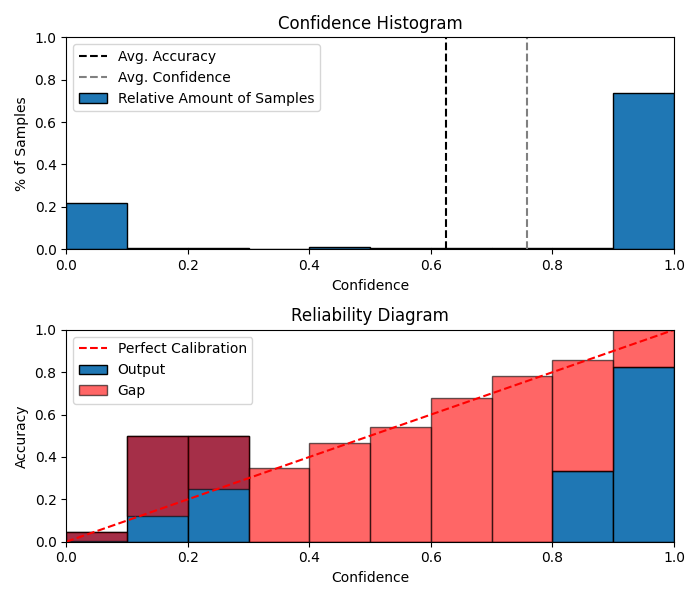 Confidence Histogram
1.0
0.8
0.6
0.4
0.2
0.0
% of Samples
Avg. Accuracy
Avg. Confidence
Relative Amount of Samples
0.0 0.2 0.4 0.6 0.8 1.0
Confidence
Reliability Diagram
1.0
0.8
0.6
0.4
0.2
0.0
Accuracy
Perfect Calibration
Output
Gap
0.0 0.2 0.4 0.6 0.8 1.0
Confidence